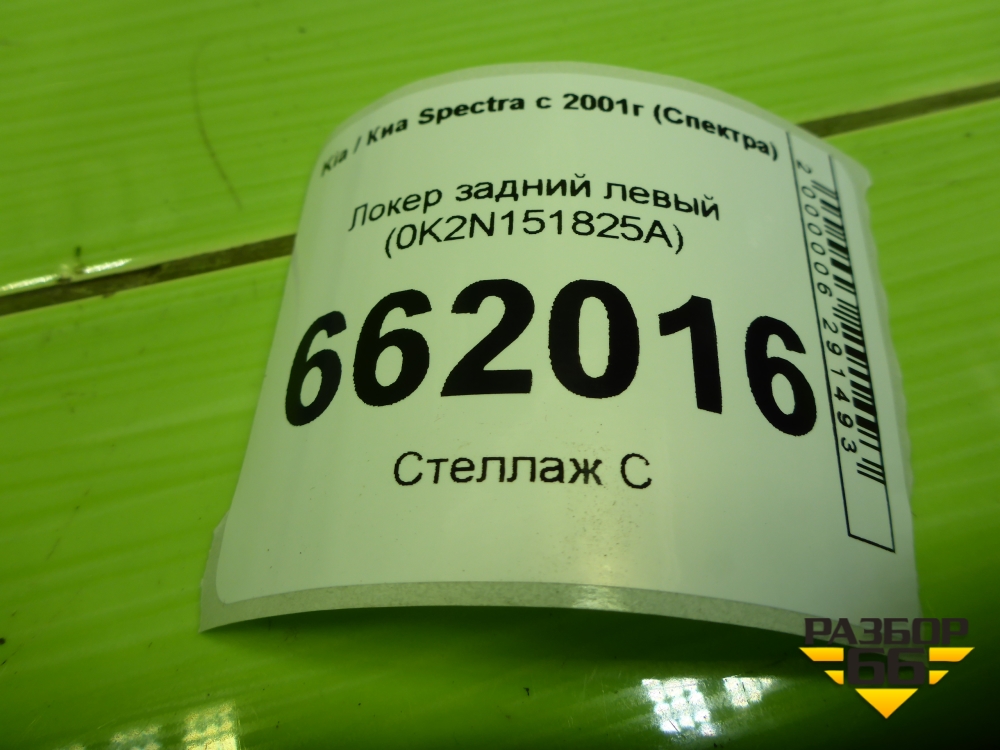 Kia / Киа Spectra с 2001г (Спектра)
Локер задний левый
(0K2N151825A)
662016
Стеллаж С
2000006291493
РАЗБОР
66